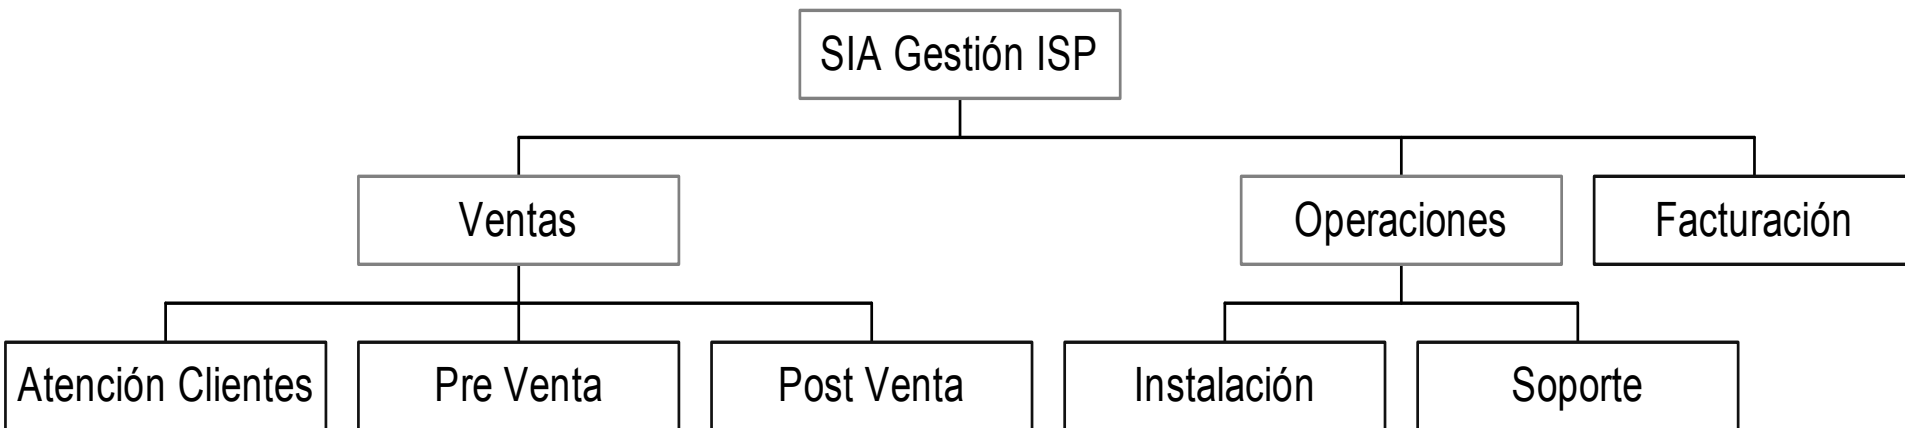 SIA Gestión ISP
Ventas
Operaciones
Facturación
Atención Clientes
Pre Venta
Post Venta
Instalación
Soporte